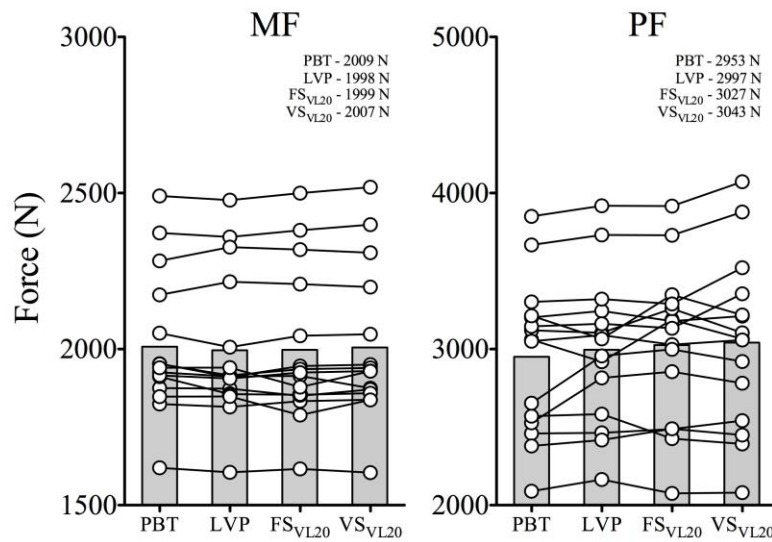 MF
PF
3000
2500
2000
1500
Force (N)
PBT - 2009 N
LVP - 1998 N
FSVL20 - 1999 N
VSVL20 - 2007 N
PBT LVP FSVL20 VSVL20
5000
4000
3000
2000
PBT - 2953 N
LVP - 2997 N
FSVL20 - 3027 N
VSVL20 - 3043 N
PBT LVP FSVL20 VSVL20